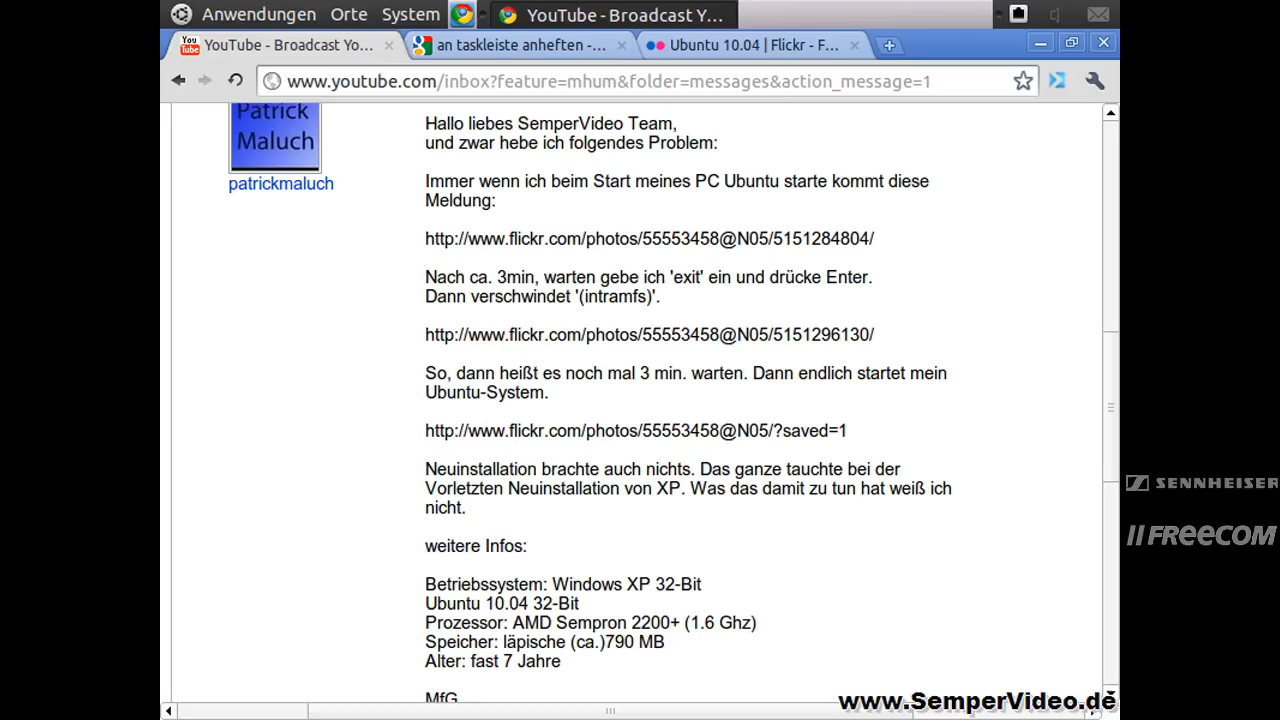 Anwendungen Orte System YouTube - Broadcast Y...
You Tube YouTube - Broadcast Yo... an taskleiste anheften -... Ubuntu 10.04 | Flickr - F...
www.youtube.com/inbox?feature=mhum&folder=messages&action_message=1
Patrick
Maluch
patrickmaluch
Hallo liebes SemperVideo Team,
und zwar hebe ich folgendes Problem:
Immer wenn ich beim Start meines PC Ubuntu starte kommt diese
Meldung:
http://www.flickr.com/photos/55553458@N05/5151284804/
Nach ca. 3min, warten gebe ich 'exit' ein und drücke Enter.
Dann verschwindet '(intramfs)'.
http://www.flickr.com/photos/55553458@N05/5151296130/
So, dann heißt es noch mal 3 min. warten. Dann endlich startet mein
Ubuntu-System.
http://www.flickr.com/photos/55553458@N05/?saved=1
Neuinstallation brachte auch nichts. Das ganze tauchte bei der
Vorletzten Neuinstallation von XP. Was das damit zu tun hat weiß ich
nicht.
weitere Infos:
Betriebssystem: Windows XP 32-Bit
Ubuntu 10.04 32-Bit
Prozessor: AMD Sempron 2200+ (1.6 Ghz)
Speicher: läpische (ca.)790 MB
Alter: fast 7 Jahre
MfG
SENNHEISER
FREECOM
www.SemperVideo.de